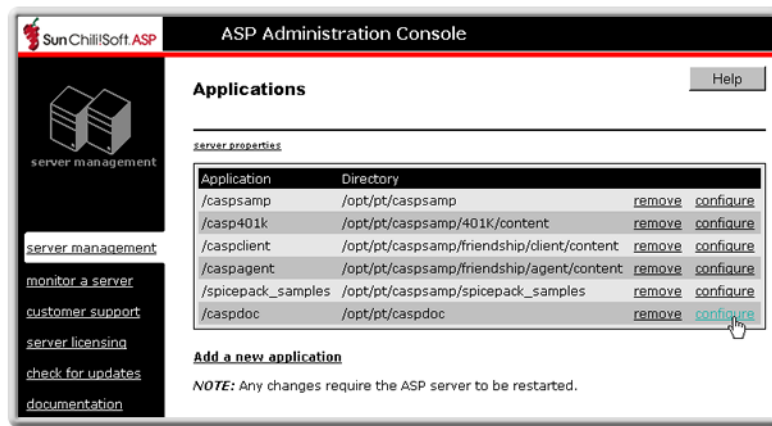 Sun Chili!Soft ASP
ASP Administration Console
Applications
Help
server management
server properties
Application Directory
/caspsamp /opt/pt/caspsamp remove configure
/casp401k /opt/pt/caspsamp/401K/content remove configure
/caspclient /opt/pt/caspsamp/friendship/client/content remove configure
/caspagent /opt/pt/caspsamp/friendship/agent/content remove configure
/spicepack_samples /opt/pt/caspsamp/spicepack_samples remove configure
/caspdoc /opt/pt/caspdoc remove configure
server management
monitor a server
customer support
server licensing
check for updates
documentation
Add a new application
NOTE: Any changes require the ASP server to be restarted.